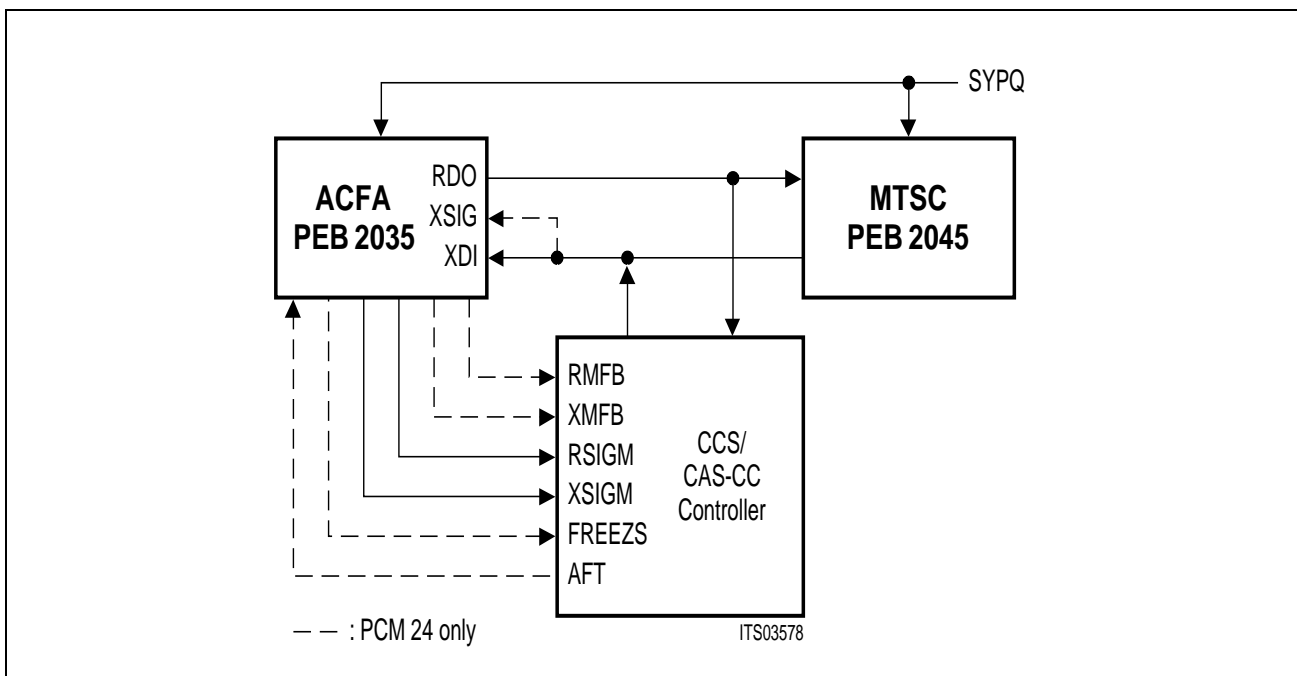 SYPQ
ACFA
PEB 2035
RDO
XSIG
XDI
MTSC
PEB 2045
RMFB
XMFB
RSIGM
XSIGM
FREEZS
AFT
CCS/
CAS-CC
Controller
: PCM 24 only
ITS03578